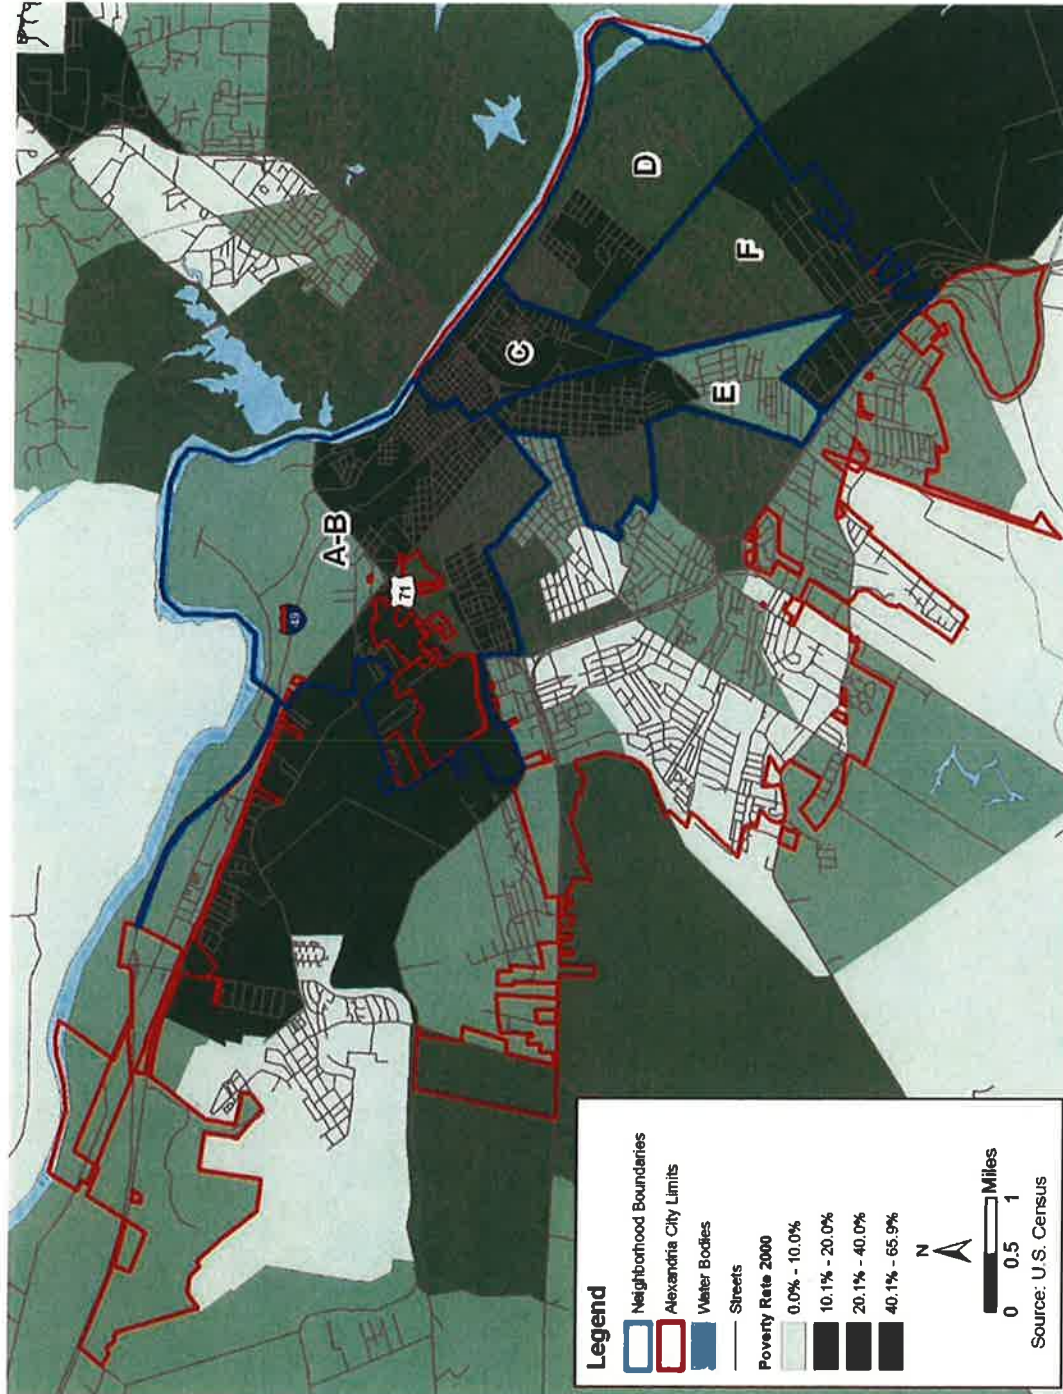 A-B
71
49
C
D
E
F
Legend
Neighborhood Boundaries
Alexandria City Limits
Water Bodies
Streets
Poverty Rate 2000
0.0% - 10.0%
10.1% - 20.0%
20.1% - 40.0%
40.1% - 65.9%
N
Miles
0 0.5 1
Source: U.S. Census